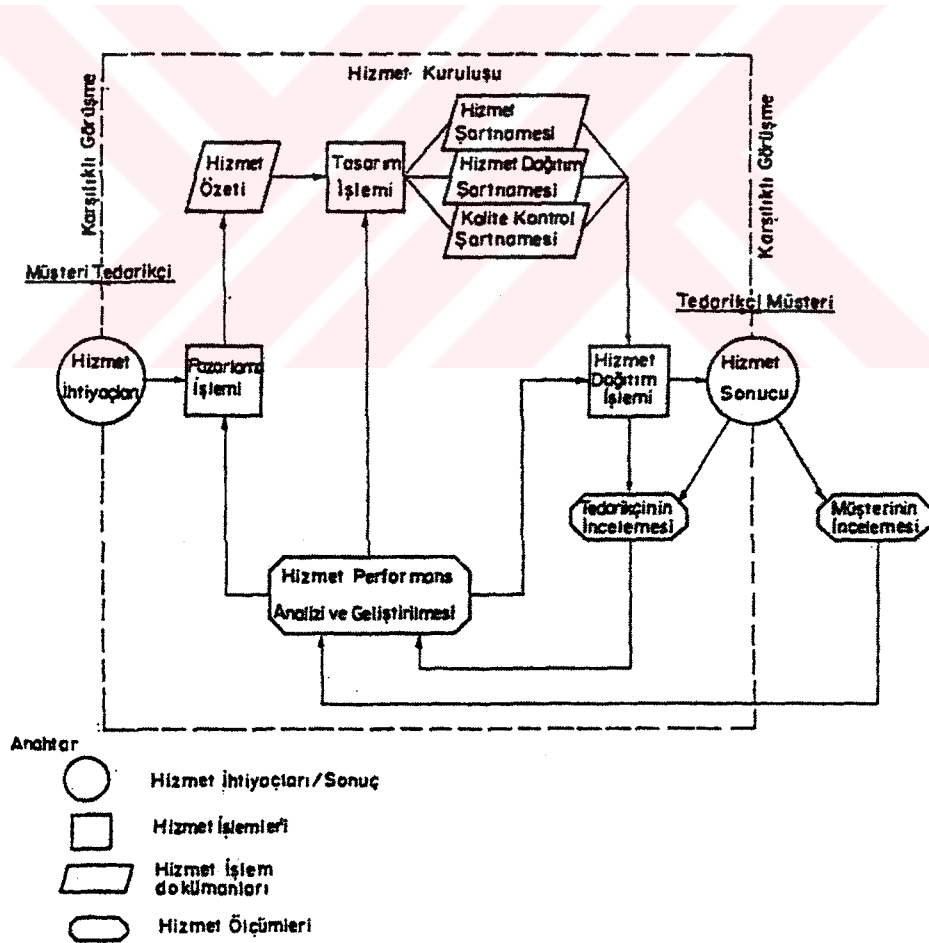 Hizmet Kuruluşu
Karşılıklı Görüşme
Karşılıklı Görüşme
Hizmet
Özeti
Tasarım
İşlemi
Hizmet
Şartnamesi
Hizmet Dağıtım
Şartnamesi
Kalite Kontrol
Şartnamesi
Müşteri Tedarikçi
Tedarikçi Müşteri
Hizmet
İhtiyaçları
Pazarlama
İşlemi
Hizmet
Dağıtım
İşlemi
Hizmet
Sonucu
Tedarikçinin
İncelemesi
Müşterinin
İncelemesi
Hizmet Performans
Analizi ve Geliştirilmesi
Anahtar
Hizmet İhtiyaçları/Sonuç
Hizmet İşlemleri
Hizmet İşlem
dokümanları
Hizmet Ölçümleri